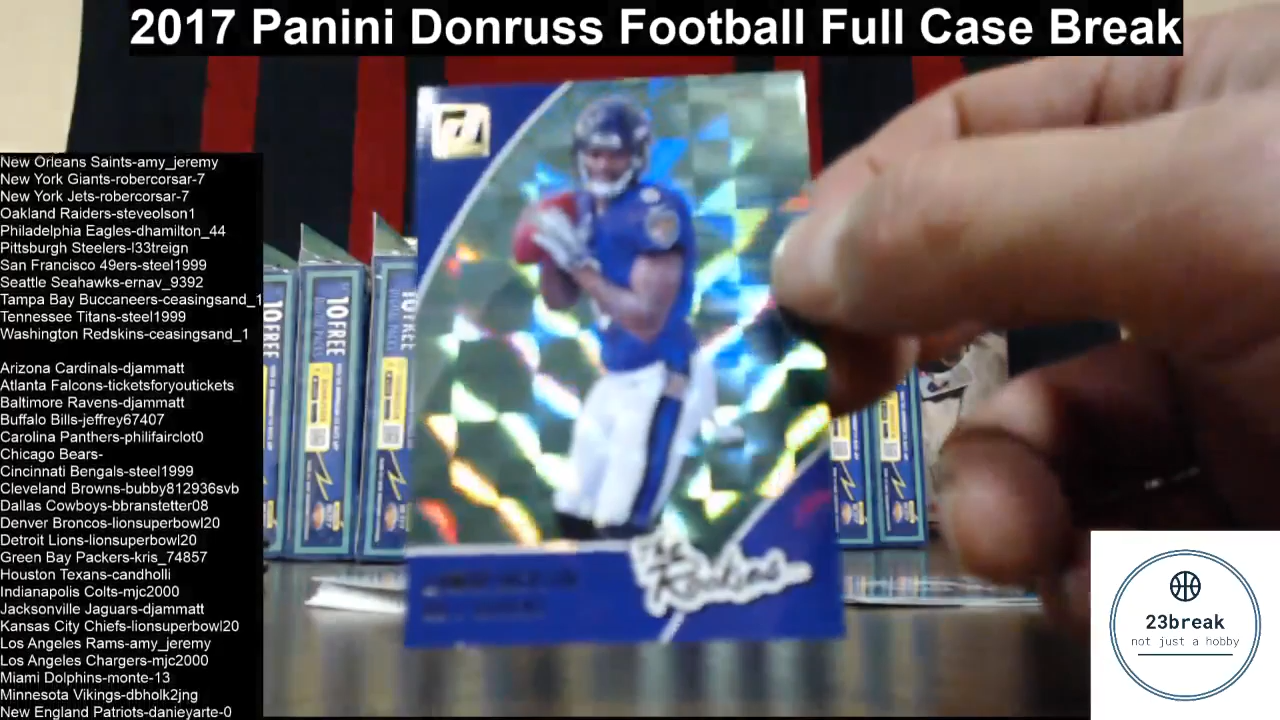 2017 Panini Donruss Football Full Case Break
New Orleans Saints-amy_jeremy
New York Giants-robercorsar-7
New York Jets-robercorsar-7
Oakland Raiders-steveolson1
Philadelphia Eagles-dhamilton_44
Pittsburgh Steelers-l33treign
San Francisco 49ers-steel1999
Seattle Seahawks-ernav_9392
Tampa Bay Buccaneers-ceasingsand_1
Tennessee Titans-steel1999
Washington Redskins-ceasingsand_1
Arizona Cardinals-djammatt
Atlanta Falcons-ticketsforyoutickets
Baltimore Ravens-djammatt
Buffalo Bills-jeffrey67407
Carolina Panthers-philifairclot0
Chicago Bears-
Cincinnati Bengals-steel1999
Cleveland Browns-bubby812936svb
Dallas Cowboys-bbranstetter08
Denver Broncos-lionsuperbowl20
Detroit Lions-lionsuperbowl20
Green Bay Packers-kris_74857
Houston Texans-candholli
Indianapolis Colts-mjc2000
Jacksonville Jaguars-djammatt
Kansas City Chiefs-lionsuperbowl20
Los Angeles Rams-amy_jeremy
Los Angeles Chargers-mjc2000
Miami Dolphins-monte-13
Minnesota Vikings-dbholk2jng
New England Patriots-danieyarte-0
10 FREE
10 FREE
The
Rookies
23break
not just a hobby